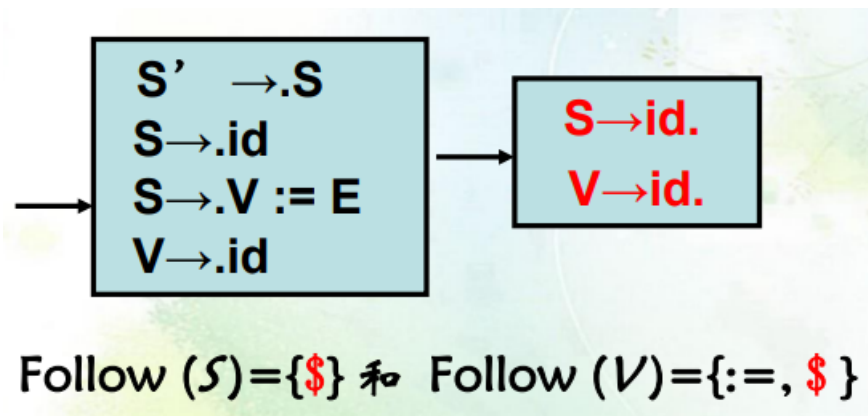 S’ →.S
S→.id
S→.V := E
V→.id
S→id.
V→id.
Follow (S)={$} 和 Follow (V)={:=, $ }